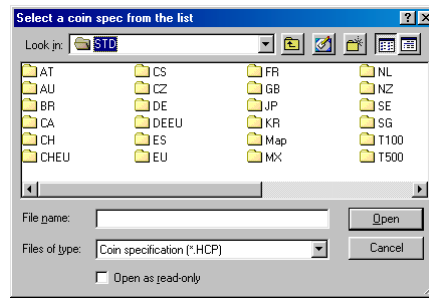 Select a coin spec from the list
Look in: STD
AT CS FR NL
AU CZ GB NZ
BR DE JP SE
CA DEEU KR SG
CH ES Map T100
CHEU EU MX T500
File name: Open
Files of type: Coin specification (*.HCP) Cancel
Open as read-only